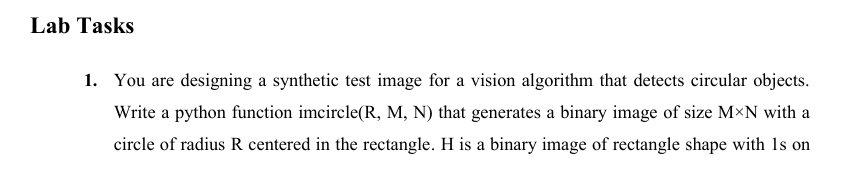 Lab Tasks
1. You are designing a synthetic test image for a vision algorithm that detects circular objects.
Write a python function imcircle(R, M, N) that generates a binary image of size M×N with a
circle of radius R centered in the rectangle. H is a binary image of rectangle shape with 1s on